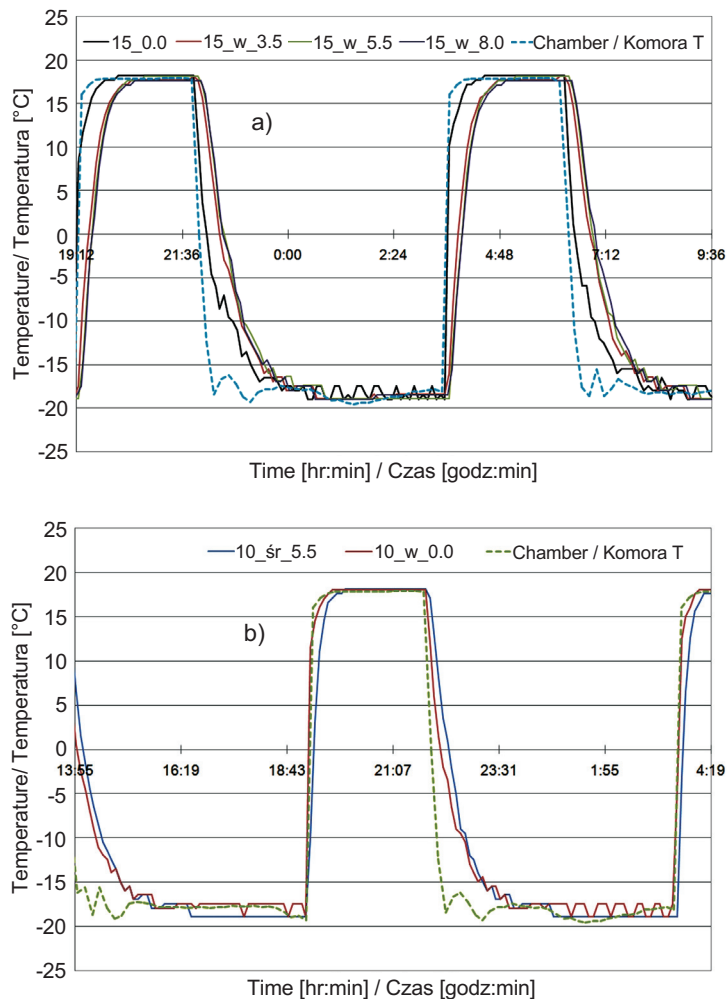 15_0.0 15_w_3.5 15_w_5.5 15_w_8.0 Chamber / Komora T
a)
25
20
15
10
5
0
-5
-10
-15
-20
-25
Temperature/ Temperatura [°C]
19:12 21:36 0:00 2:24 4:48 7:12 9:36
Time [hr:min] / Czas [godz:min]
10_śr_5.5 10_w_0.0 Chamber / Komora T
b)
25
20
15
10
5
0
-5
-10
-15
-20
-25
Temperature/ Temperatura [°C]
13:55 16:19 18:43 21:07 23:31 1:55 4:19
Time [hr:min] / Czas [godz:min]